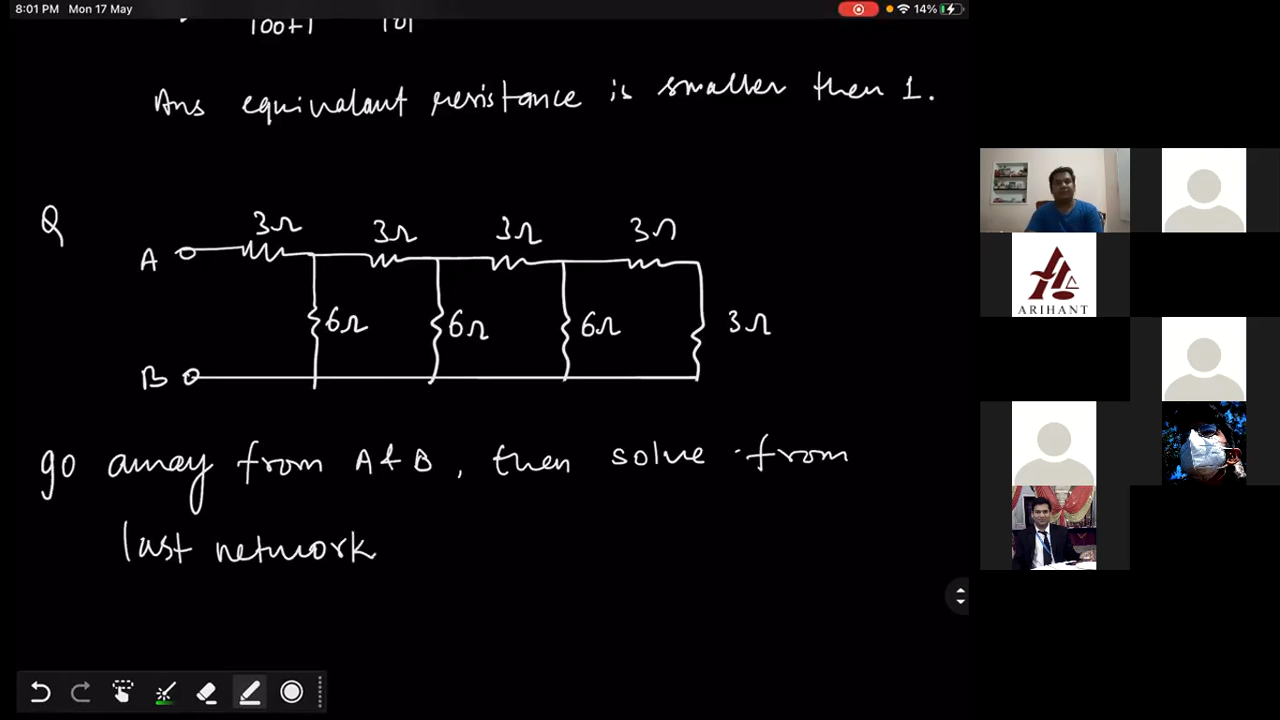 8:01 PM Mon 17 May
14%
100+1 101
Ans equivalant resistance is smaller then 1.
Q
3Ω 3Ω 3Ω 3Ω
A
6Ω 6Ω 6Ω 3Ω
B
go away from A & B, then solve from
last network
ARIHANT